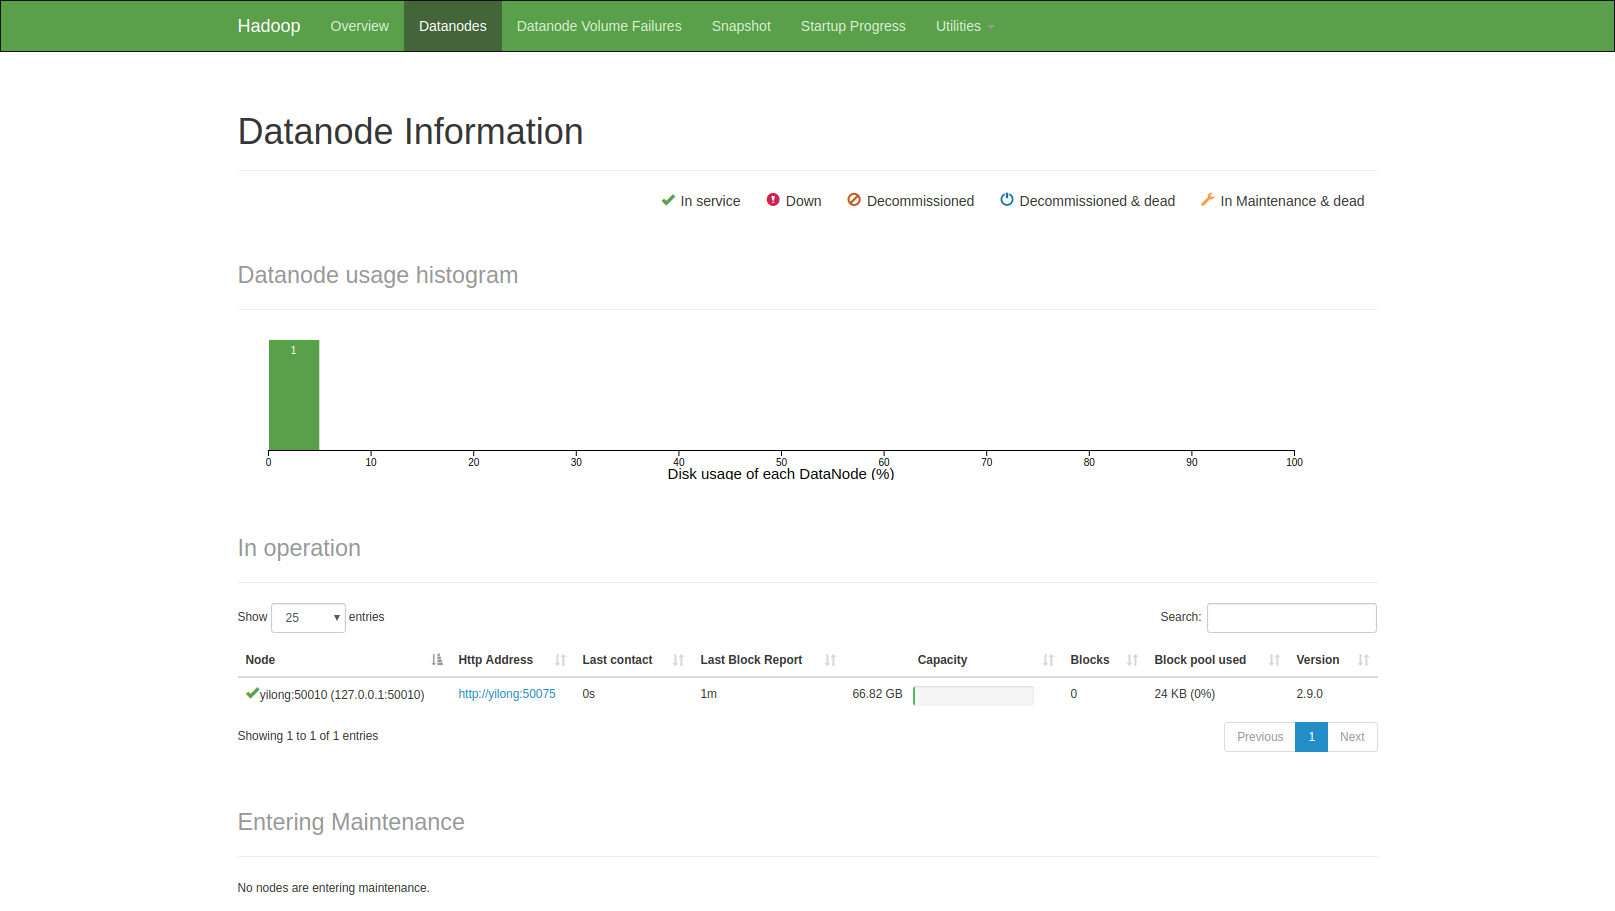 Hadoop Overview Datanodes Datanode Volume Failures Snapshot Startup Progress Utilities
Datanode Information
In service Down Decommissioned Decommissioned & dead In Maintenance & dead
Datanode usage histogram
1
0 10 20 30 40 50 60 70 80 90 100
Disk usage of each DataNode (%)
In operation
Show 25 entries Search:
Node Http Address Last contact Last Block Report Capacity Blocks Block pool used Version
yilong:50010 (127.0.0.1:50010) http://yilong:50075 0s 1m 66.82 GB 0 24 KB (0%) 2.9.0
Showing 1 to 1 of 1 entries Previous 1 Next
Entering Maintenance
No nodes are entering maintenance.